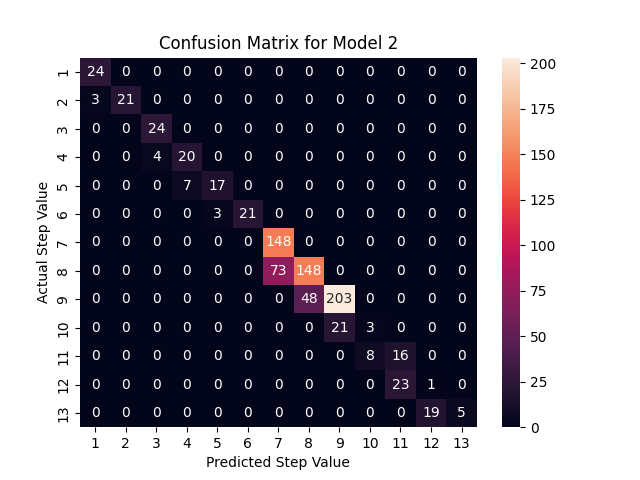 Confusion Matrix for Model 2
1 24 0 0 0 0 0 0 0 0 0 0 0 0
2 3 21 0 0 0 0 0 0 0 0 0 0 0
3 0 0 24 0 0 0 0 0 0 0 0 0 0
4 0 0 4 20 0 0 0 0 0 0 0 0 0
5 0 0 0 7 17 0 0 0 0 0 0 0 0
6 0 0 0 0 3 21 0 0 0 0 0 0 0
7 0 0 0 0 0 0 148 0 0 0 0 0 0
8 0 0 0 0 0 0 73 148 0 0 0 0 0
9 0 0 0 0 0 0 0 48 203 0 0 0 0
10 0 0 0 0 0 0 0 0 21 3 0 0 0
11 0 0 0 0 0 0 0 0 0 8 16 0 0
12 0 0 0 0 0 0 0 0 0 0 23 1 0
13 0 0 0 0 0 0 0 0 0 0 0 19 5
1 2 3 4 5 6 7 8 9 10 11 12 13
Predicted Step Value
Actual Step Value
200
175
150
125
100
75
50
25
0